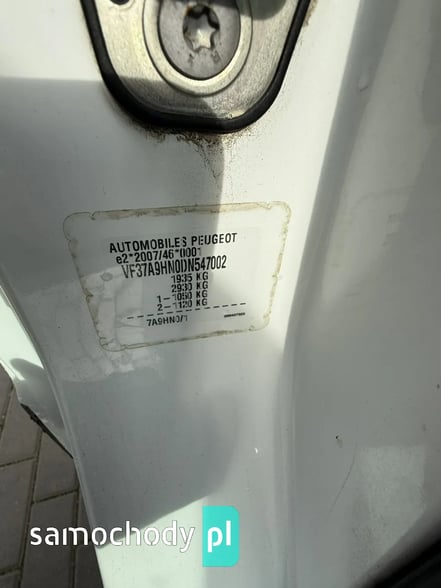 AUTOMOBILES PEUGEOT
e2*2007/46*0001
VF37A9HN0DN547002
1935 KG
2930 KG
1-1050 KG
2-1120 KG
7A9HN0/1
samochody pl